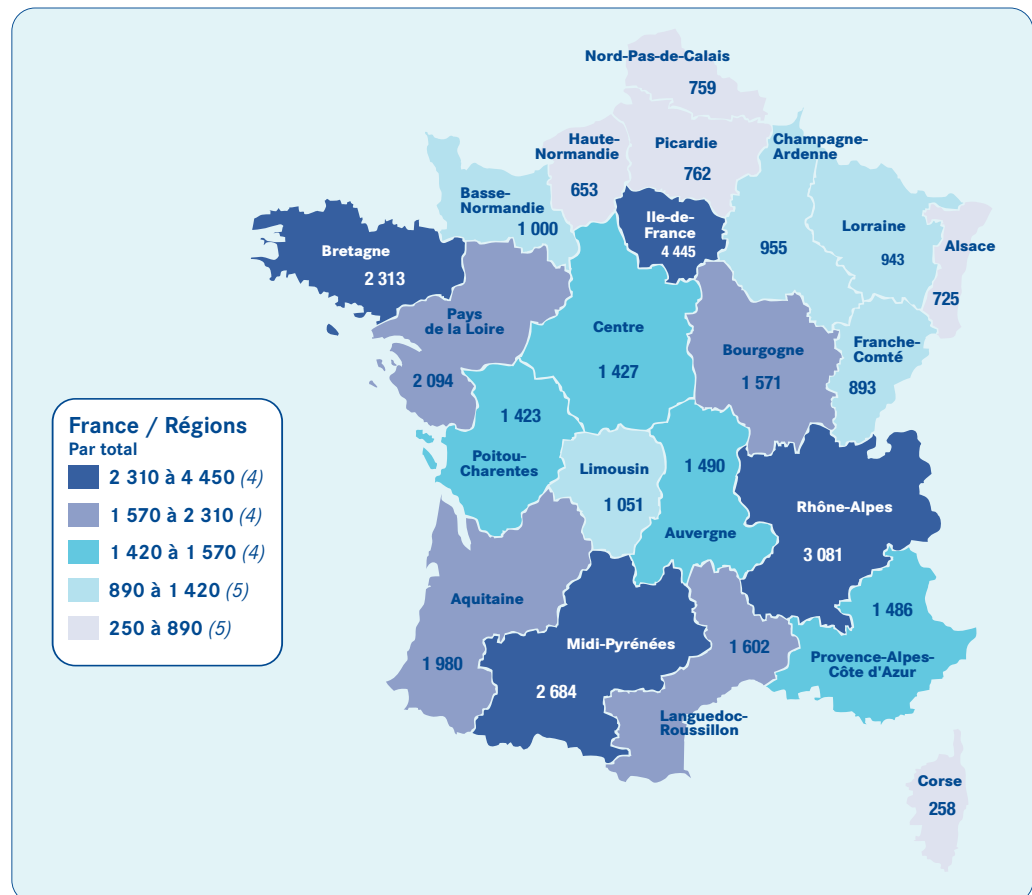 Nord-Pas-de-Calais
759
Haute-
Normandie
653
Picardie
762
Champagne-
Ardenne
955
Basse-
Normandie
1 000
Ile-de-
France
4 445
Lorraine
943
Alsace
725
Bretagne
2 313
Pays
de la Loire
2 094
Centre
1 427
Bourgogne
1 571
Franche-
Comté
893
1 423
Poitou-
Charentes
Limousin
1 051
1 490
Auvergne
Rhône-Alpes
3 081
Aquitaine
1 980
Midi-Pyrénées
2 684
1 602
Languedoc-
Roussillon
1 486
Provence-Alpes-
Côte d'Azur
Corse
258
France / Régions
Par total
2 310 à 4 450 (4)
1 570 à 2 310 (4)
1 420 à 1 570 (4)
890 à 1 420 (5)
250 à 890 (5)